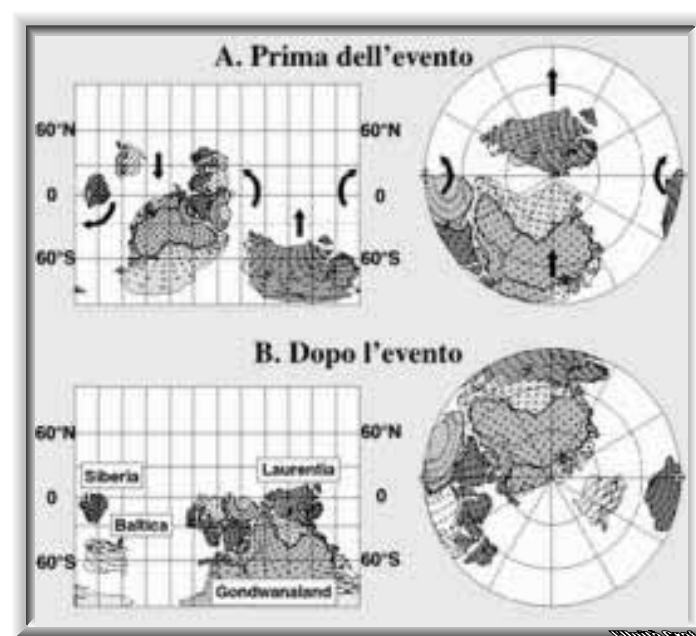 A. Prima dell'evento
60°N
0
60°S
60°N
0
60°S
B. Dopo l'evento
60°N
0
60°S
Siberia
Baltica
Laurentia
Gondwanaland
60°N
0
60°S